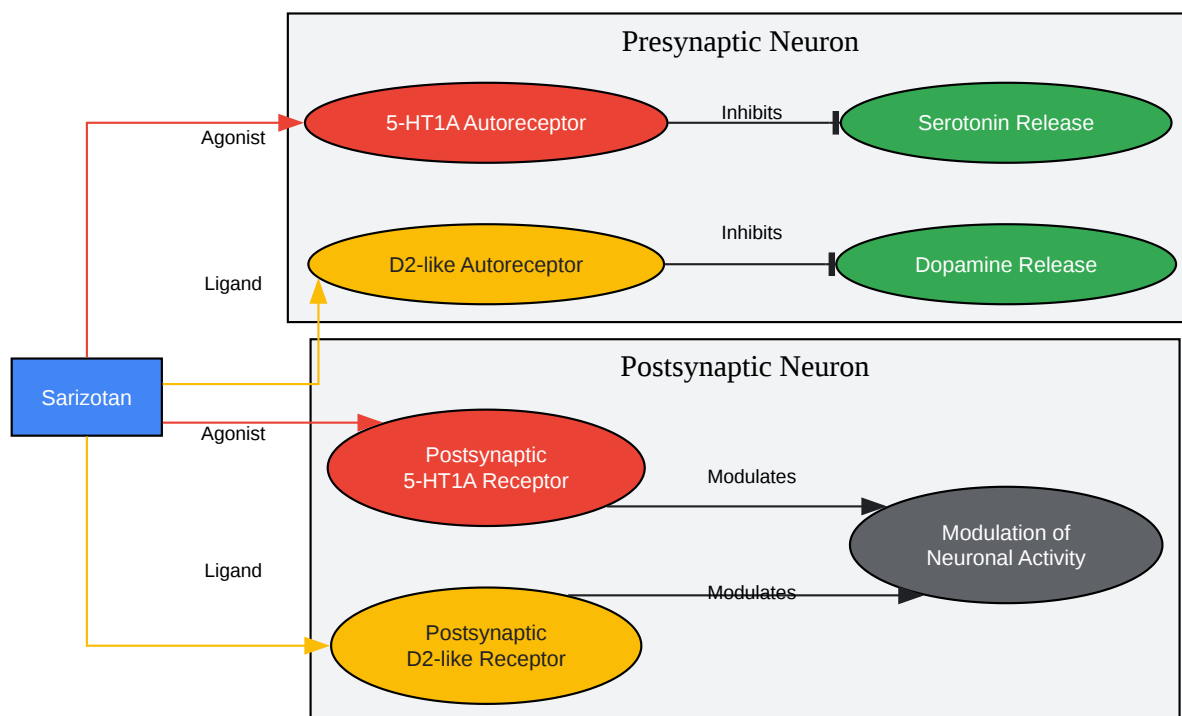 Presynaptic Neuron
5-HT1A Autoreceptor
Inhibits
Serotonin Release
Agonist
D2-like Autoreceptor
Inhibits
Dopamine Release
Ligand
Sarizotan
Postsynaptic Neuron
Agonist
Postsynaptic
5-HT1A Receptor
Modulates
Modulation of
Neuronal Activity
Ligand
Modulates
Postsynaptic
D2-like Receptor